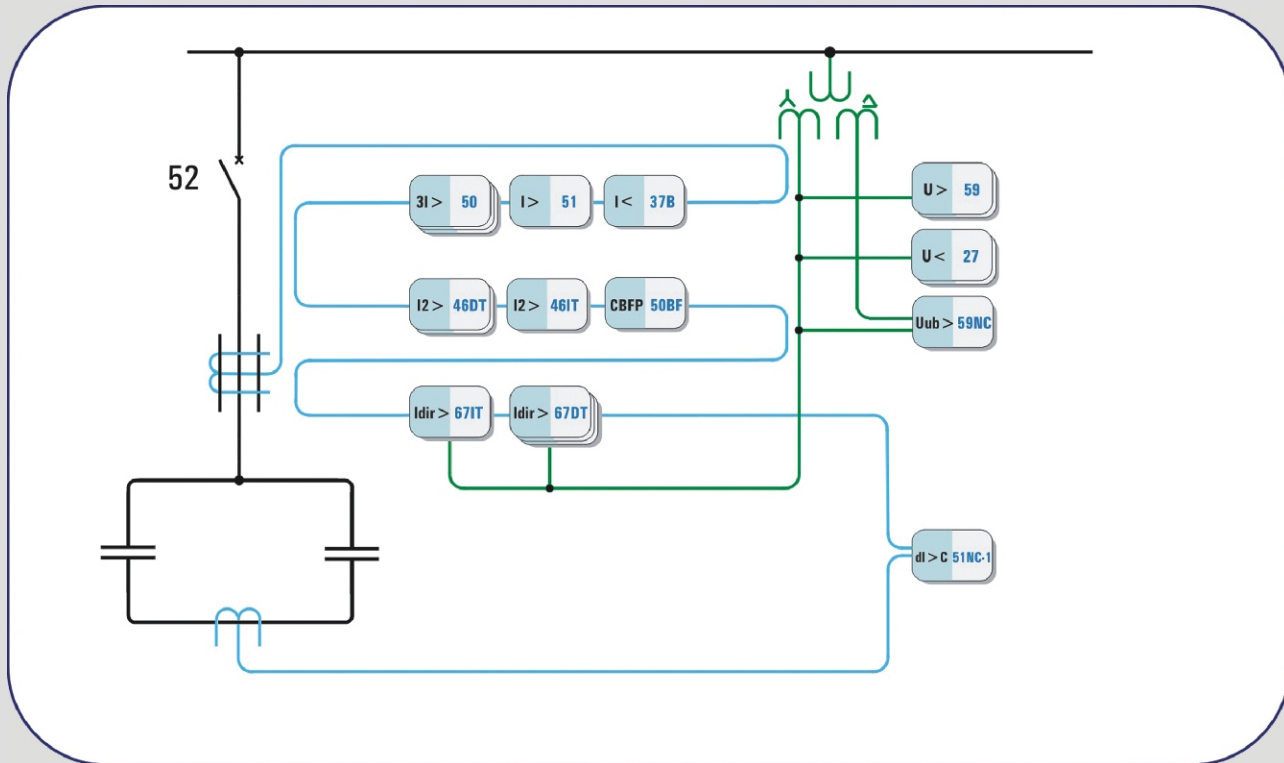 52
3I > 50
I > 51
I < 37B
U > 59
U < 27
I2 > 46DT
I2 > 46IT
CBFP 50BF
Uub > 59NC
Idir > 67IT
Idir > 67DT
dI > C 51NC-1